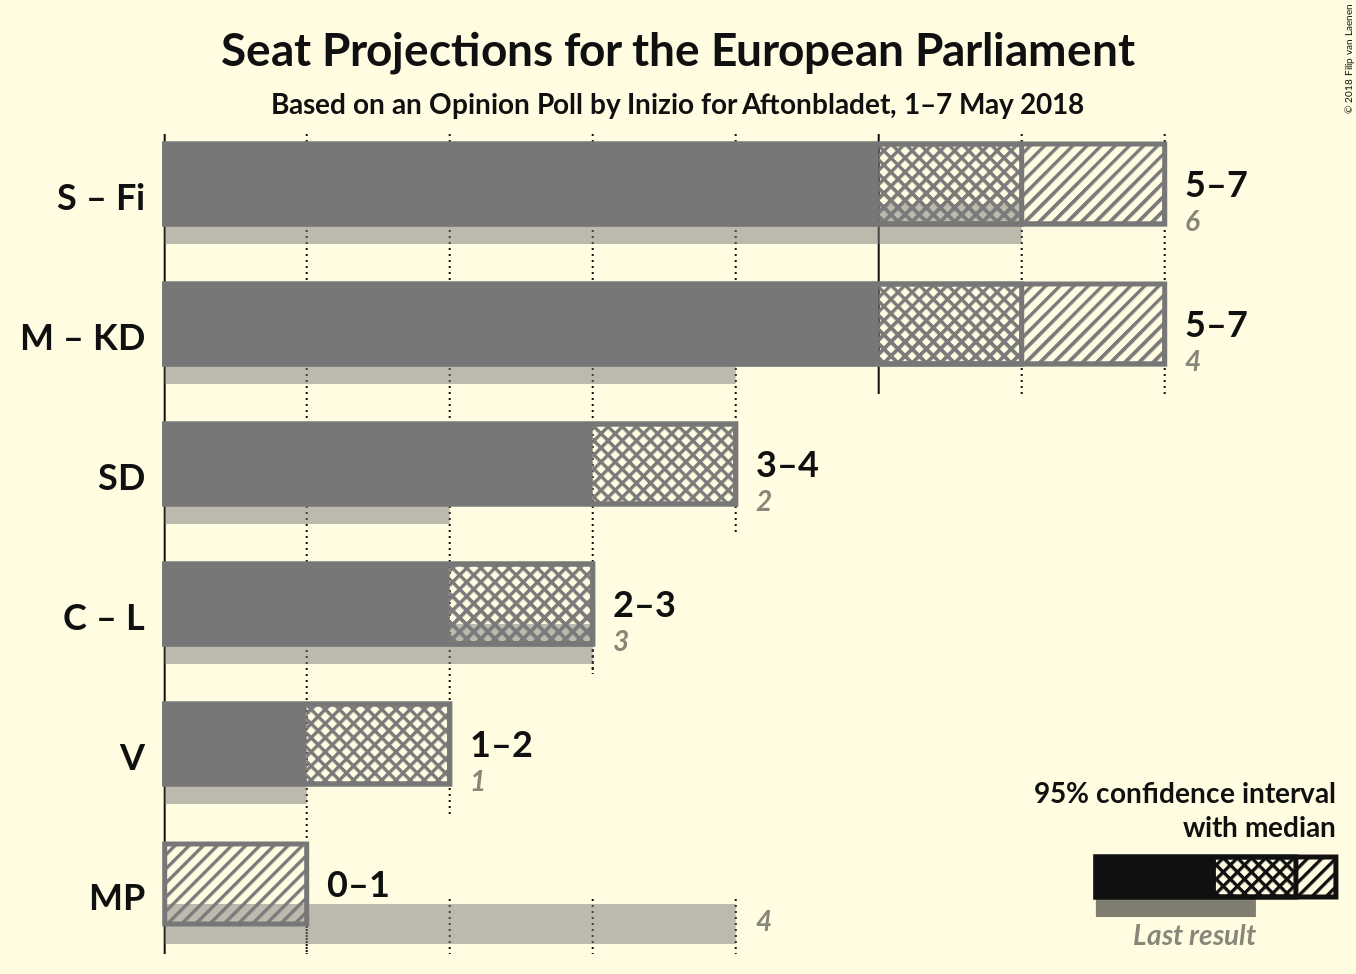 Seat Projections for the European Parliament
Based on an Opinion Poll by Inizio for Aftonbladet, 1–7 May 2018
© 2018 Filip van Laenen
S – Fi
5–7
6
M – KD
5–7
4
SD
3–4
2
C – L
2–3
3
V
1–2
1
MP
0–1
4
95% confidence interval
with median
Last result